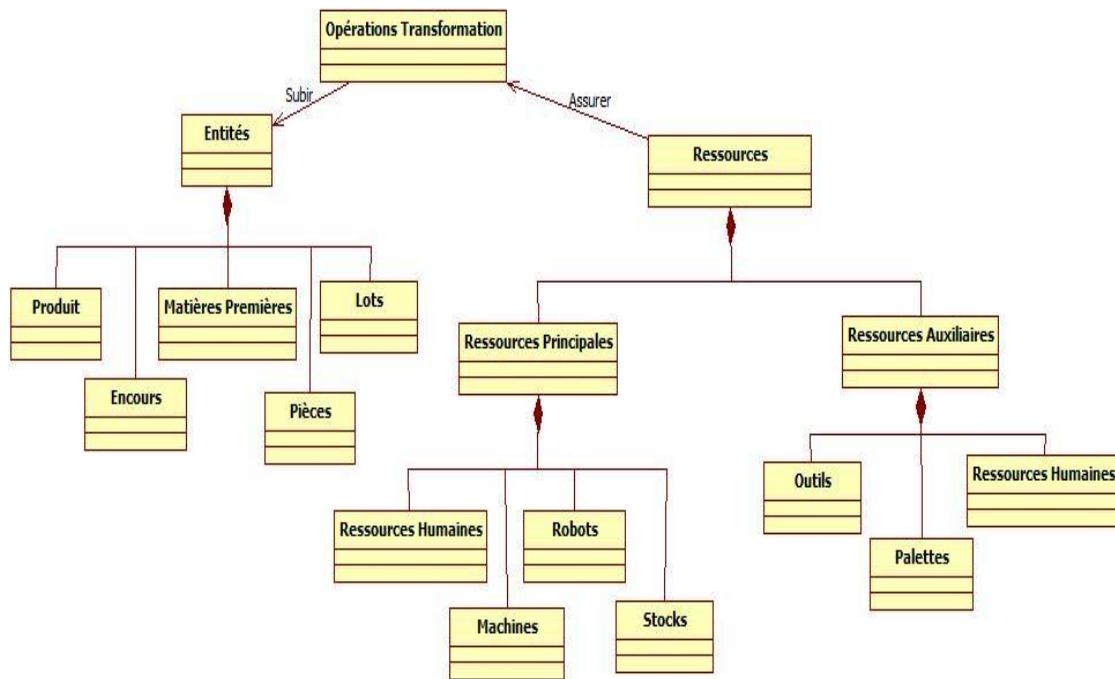 Opérations Transformation
Subir
Assurer
Entités
Ressources
Produit
Matières Premières
Lots
Encours
Pièces
Ressources Principales
Ressources Auxiliaires
Ressources Humaines
Robots
Machines
Stocks
Outils
Ressources Humaines
Palettes